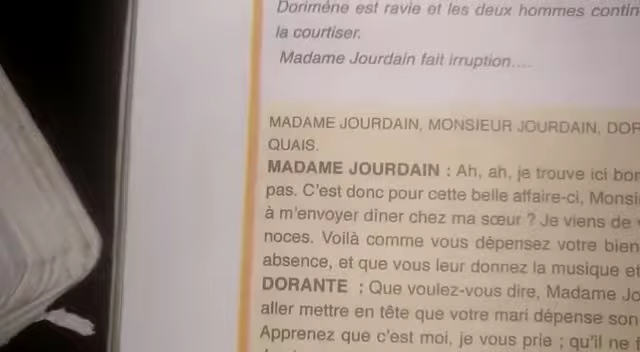 Dorimène est ravie et les deux hommes contin
la courtiser.
Madame Jourdain fait irruption....
MADAME JOURDAIN, MONSIEUR JOURDAIN, DOR
QUAIS.
MADAME JOURDAIN : Ah, ah, je trouve ici bon
pas. C'est donc pour cette belle affaire-ci, Monsi
à m'envoyer dîner chez ma sœur ? Je viens de
noces. Voilà comme vous dépensez votre bien
absence, et que vous leur donnez la musique et
DORANTE : Que voulez-vous dire, Madame Jo
aller mettre en tête que votre mari dépense son
Apprenez que c'est moi, je vous prie ; qu'il ne